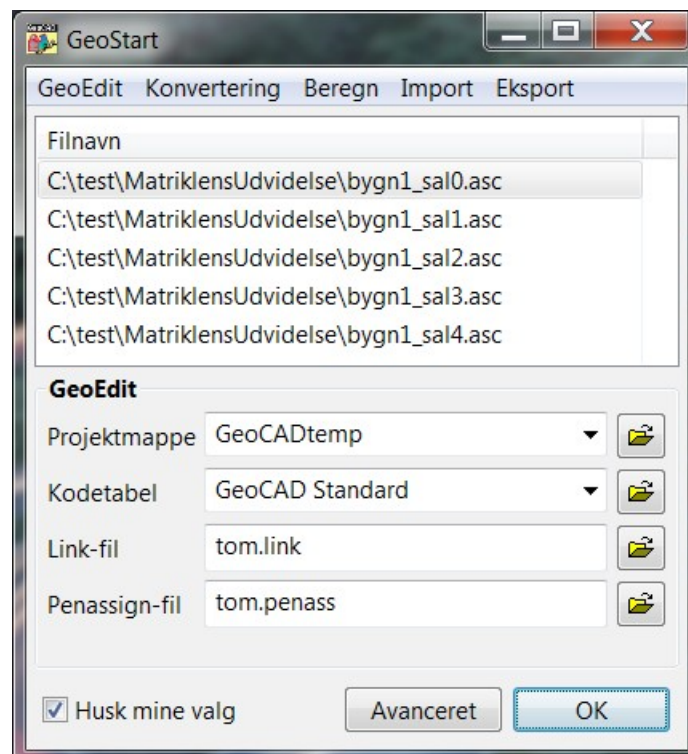 GeoStart
GeoEdit Konvertering Beregn Import Eksport
Filnavn
C:\test\MatriklensUdvidelse\bygn1_sal0.asc
C:\test\MatriklensUdvidelse\bygn1_sal1.asc
C:\test\MatriklensUdvidelse\bygn1_sal2.asc
C:\test\MatriklensUdvidelse\bygn1_sal3.asc
C:\test\MatriklensUdvidelse\bygn1_sal4.asc
GeoEdit
Projektmappe GeoCADtemp
Kodetabel GeoCAD Standard
Link-fil tom.link
Penassign-fil tom.penass
Husk mine valg Avanceret OK